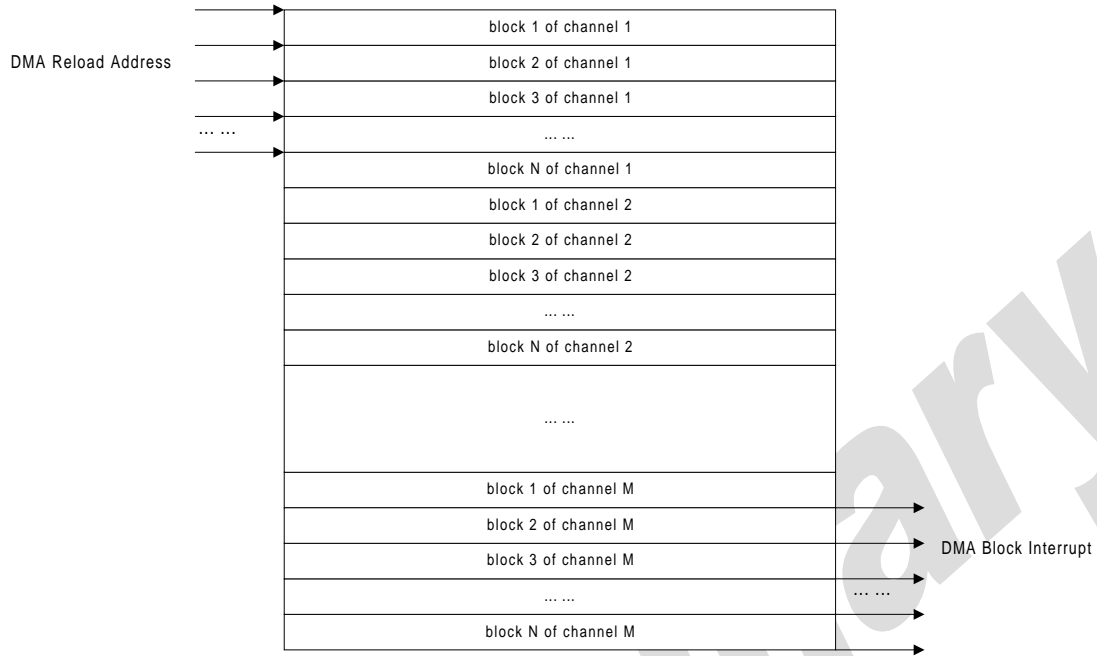 block 1 of channel 1
DMA Reload Address
block 2 of channel 1
block 3 of channel 1
... ...
... ...
block N of channel 1
block 1 of channel 2
block 2 of channel 2
block 3 of channel 2
... ...
block N of channel 2
... ...
block 1 of channel M
block 2 of channel M
DMA Block Interrupt
block 3 of channel M
... ...
... ...
block N of channel M
ary